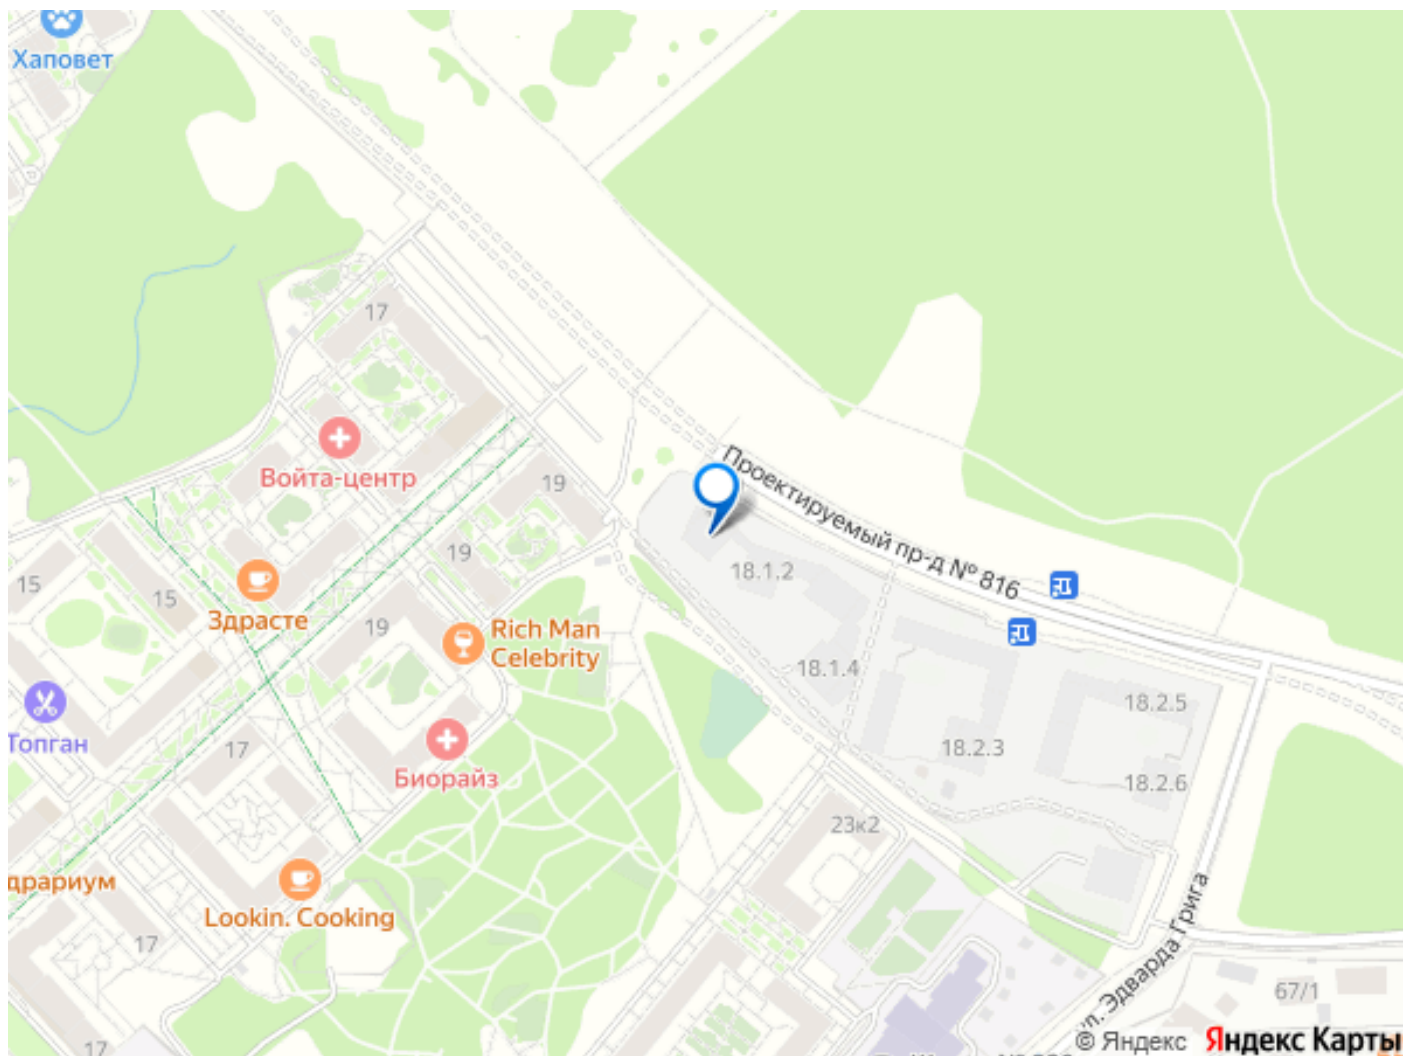 Хаповет
17
Войта-центр
Проектируемый пр-д № 816
19
19
15
15
Здрасте
19
18.1.2
Rich Man
Celebrity
18.1.4
18.2.5
Топган
17
18.2.3
Биорайз
18.2.6
23к2
драриум
Lookin. Cooking
17
ул. Эдварда Грига
67/1
17
© Яндекс Яндекс Карты